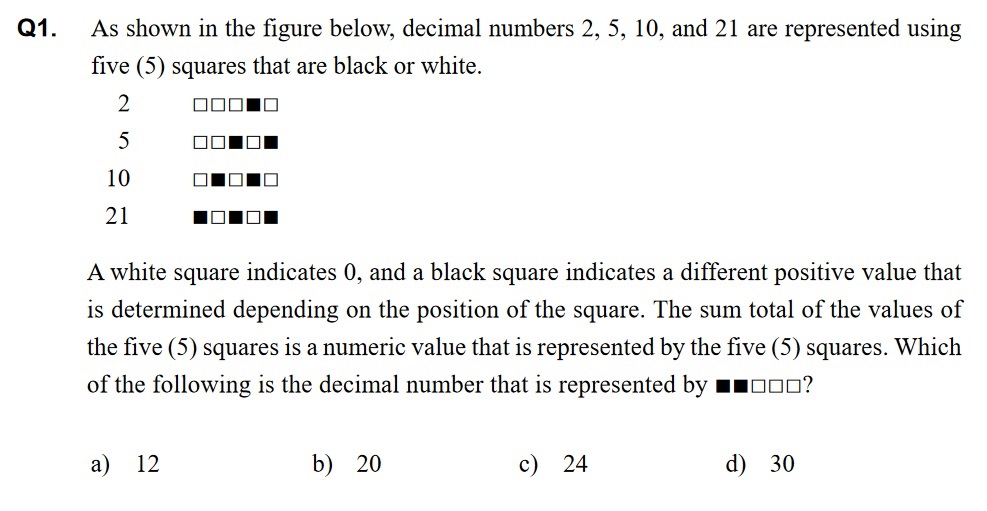 Q1. As shown in the figure below, decimal numbers 2, 5, 10, and 21 are represented using
five (5) squares that are black or white.
2 □□□■□
5 □□■□■
10 □■□■□
21 ■□■□■
A white square indicates 0, and a black square indicates a different positive value that
is determined depending on the position of the square. The sum total of the values of
the five (5) squares is a numeric value that is represented by the five (5) squares. Which
of the following is the decimal number that is represented by ■■□□□?
a) 12 b) 20 c) 24 d) 30